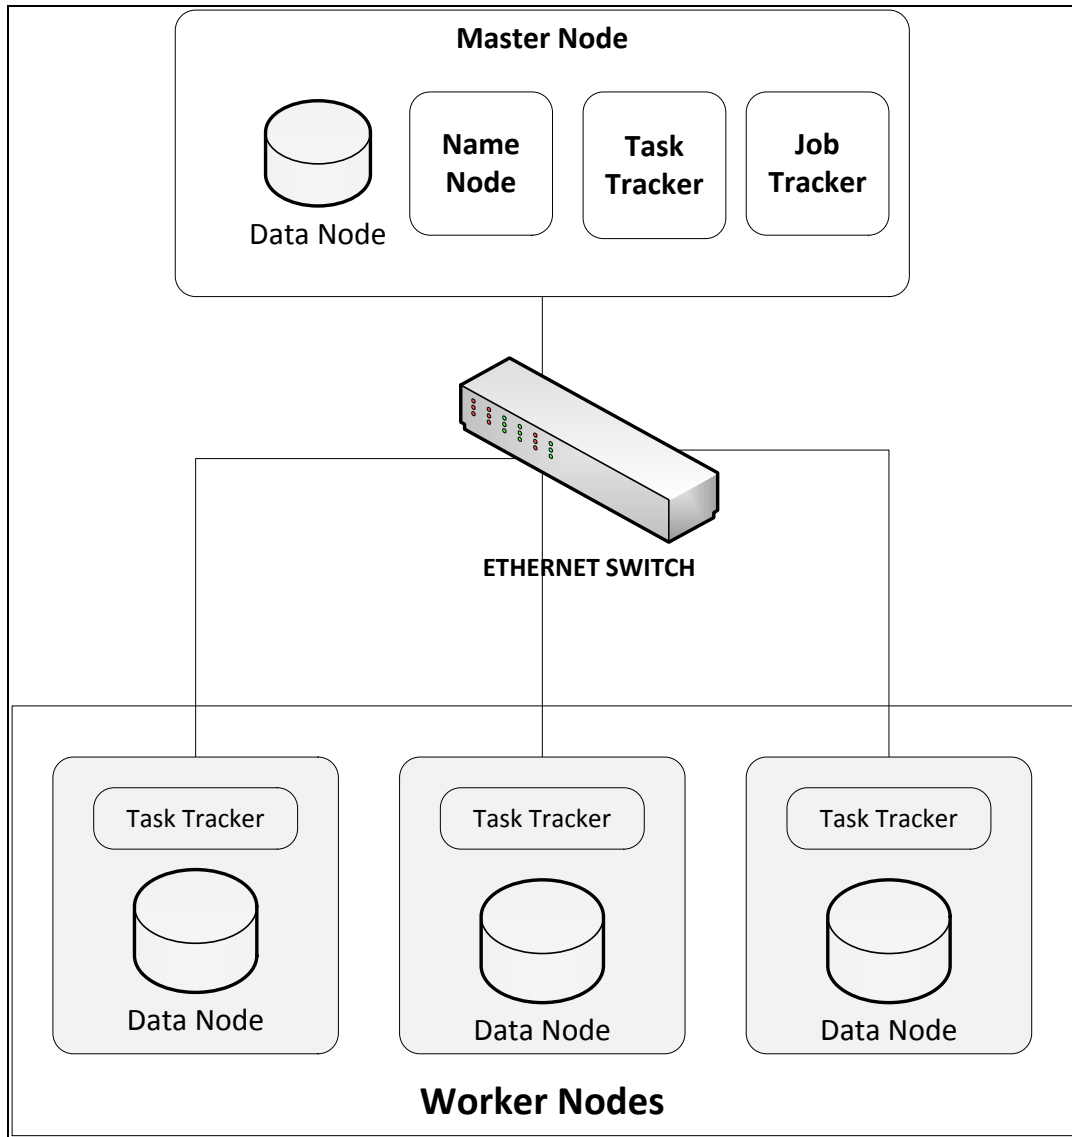 Master Node
Name
Node
Task
Tracker
Job
Tracker
Data Node
ETHERNET SWITCH
Task Tracker
Task Tracker
Task Tracker
Data Node
Data Node
Data Node
Worker Nodes